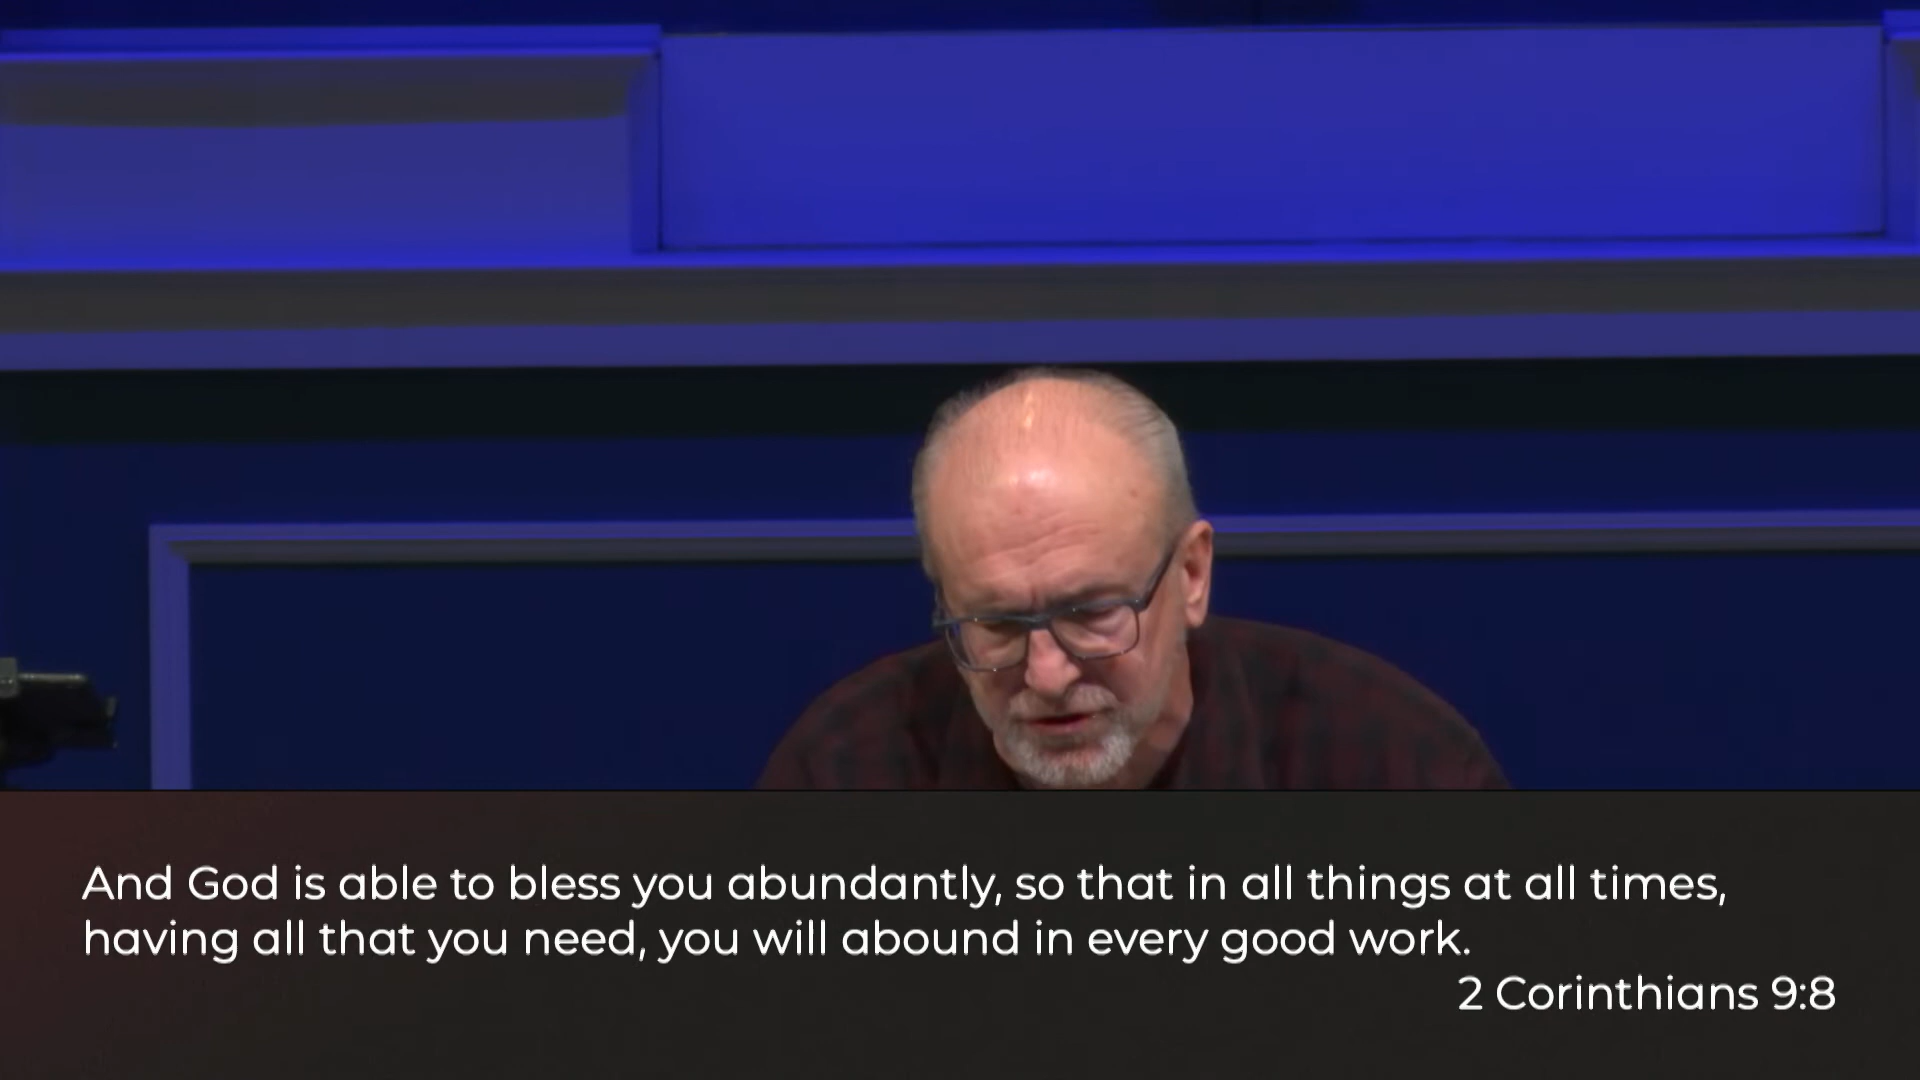 And God is able to bless you abundantly, so that in all things at all times,
having all that you need, you will abound in every good work.
2 Corinthians 9:8